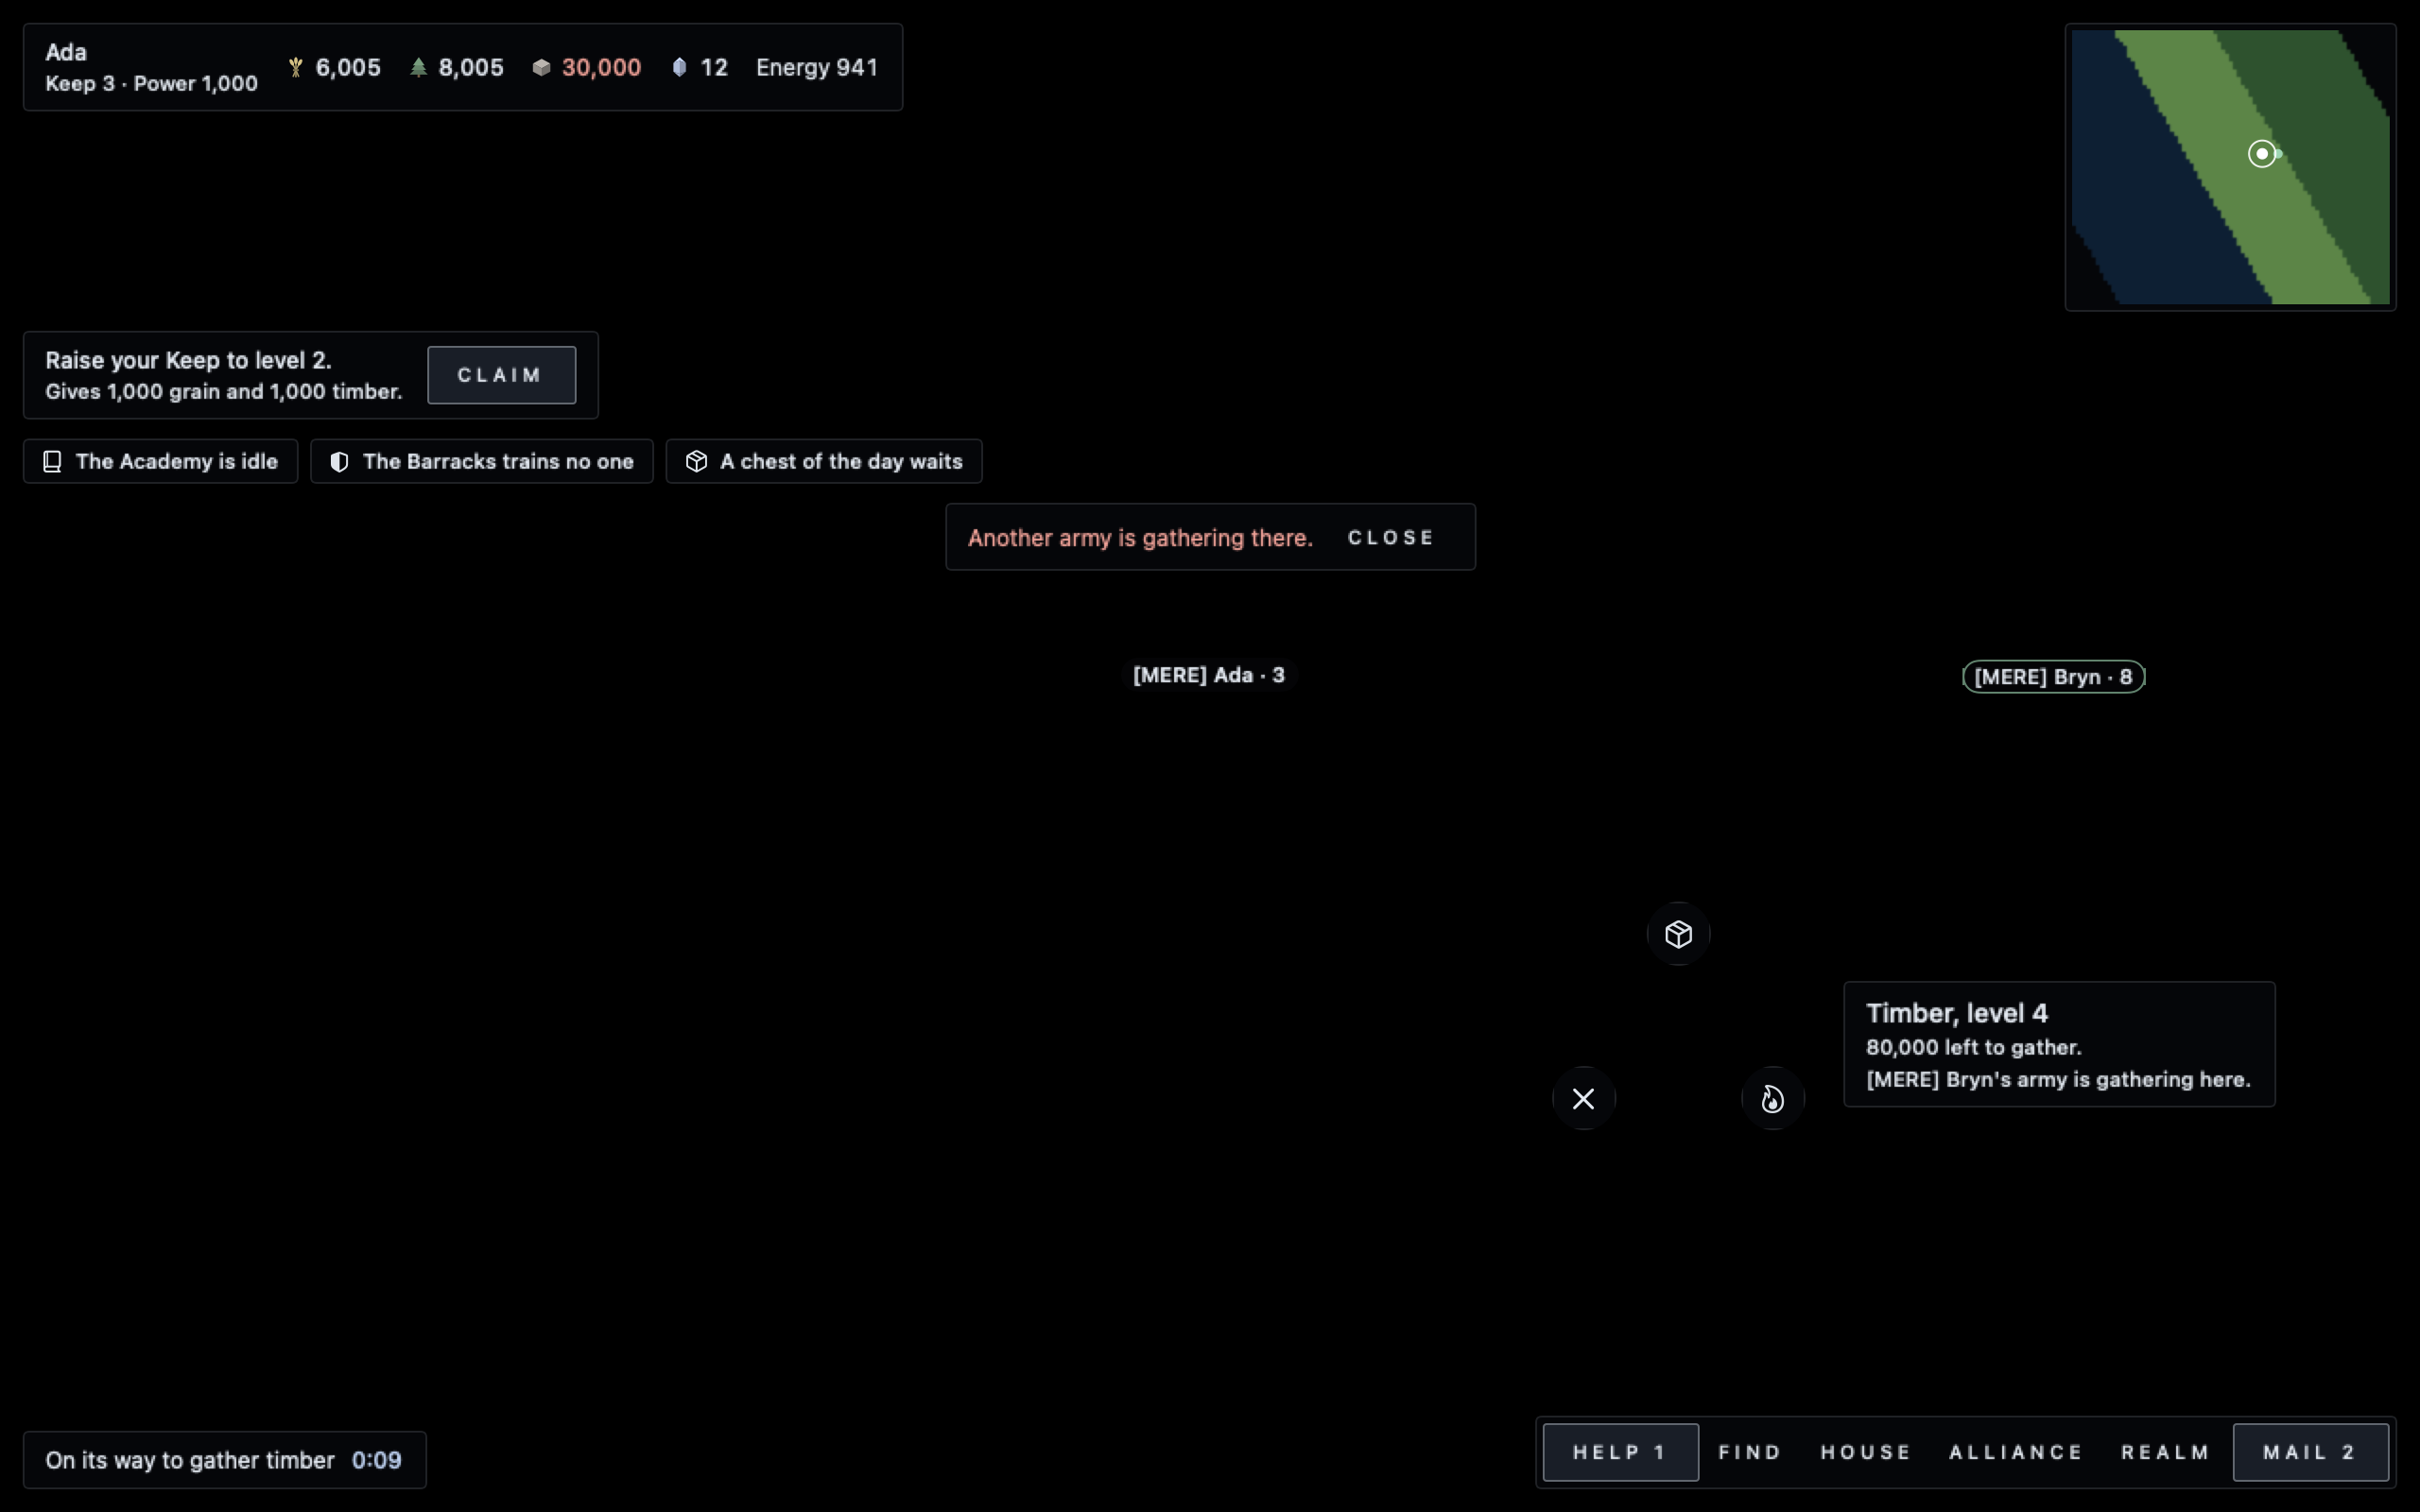 Ada
Keep 3 · Power 1,000
6,005
8,005
30,000
12
Energy 941
Raise your Keep to level 2.
Gives 1,000 grain and 1,000 timber.
CLAIM
The Academy is idle
The Barracks trains no one
A chest of the day waits
Another army is gathering there.
CLOSE
[MERE] Ada · 3
[MERE] Bryn · 8
Timber, level 4
80,000 left to gather.
[MERE] Bryn's army is gathering here.
On its way to gather timber 0:09
HELP 1
FIND
HOUSE
ALLIANCE
REALM
MAIL 2